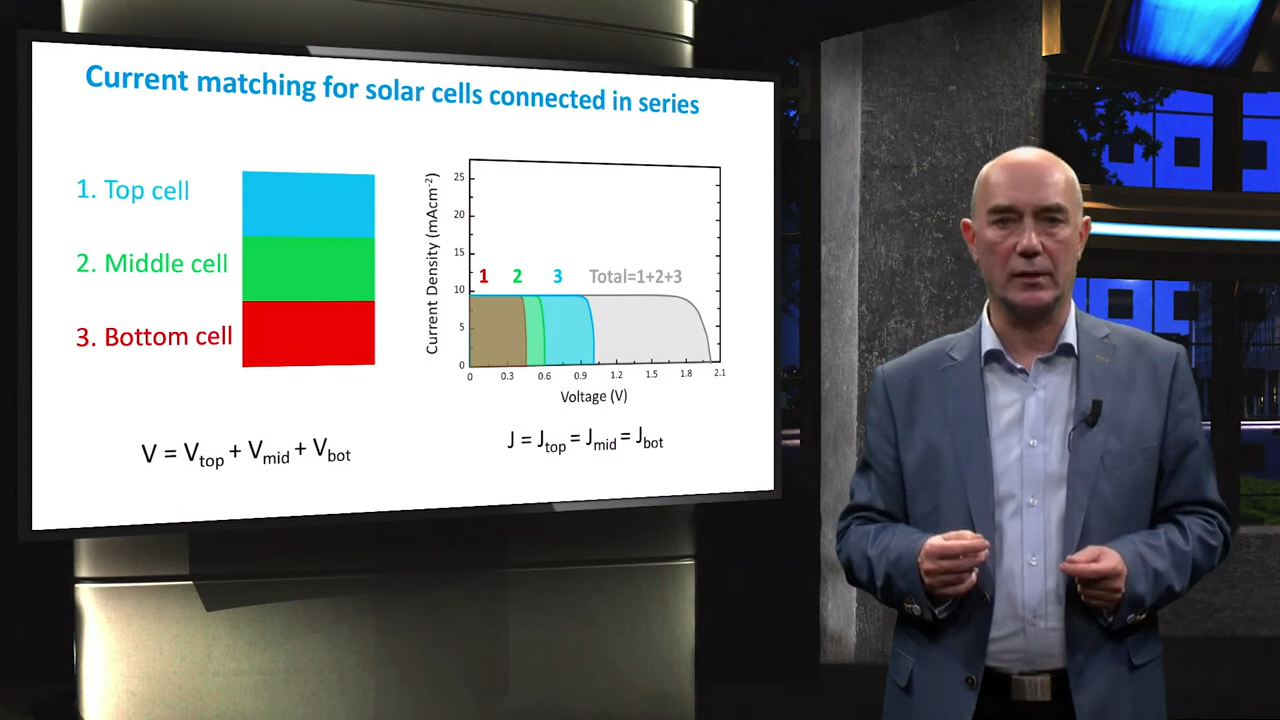 Current matching for solar cells connected in series
1. Top cell
2. Middle cell
3. Bottom cell
V = Vtop + Vmid + Vbot
Current Density (mAcm-2)
25
20
15
10
5
0
1 2 3 Total=1+2+3
0 0.3 0.6 0.9 1.2 1.5 1.8 2.1
Voltage (V)
J = Jtop = Jmid = Jbot